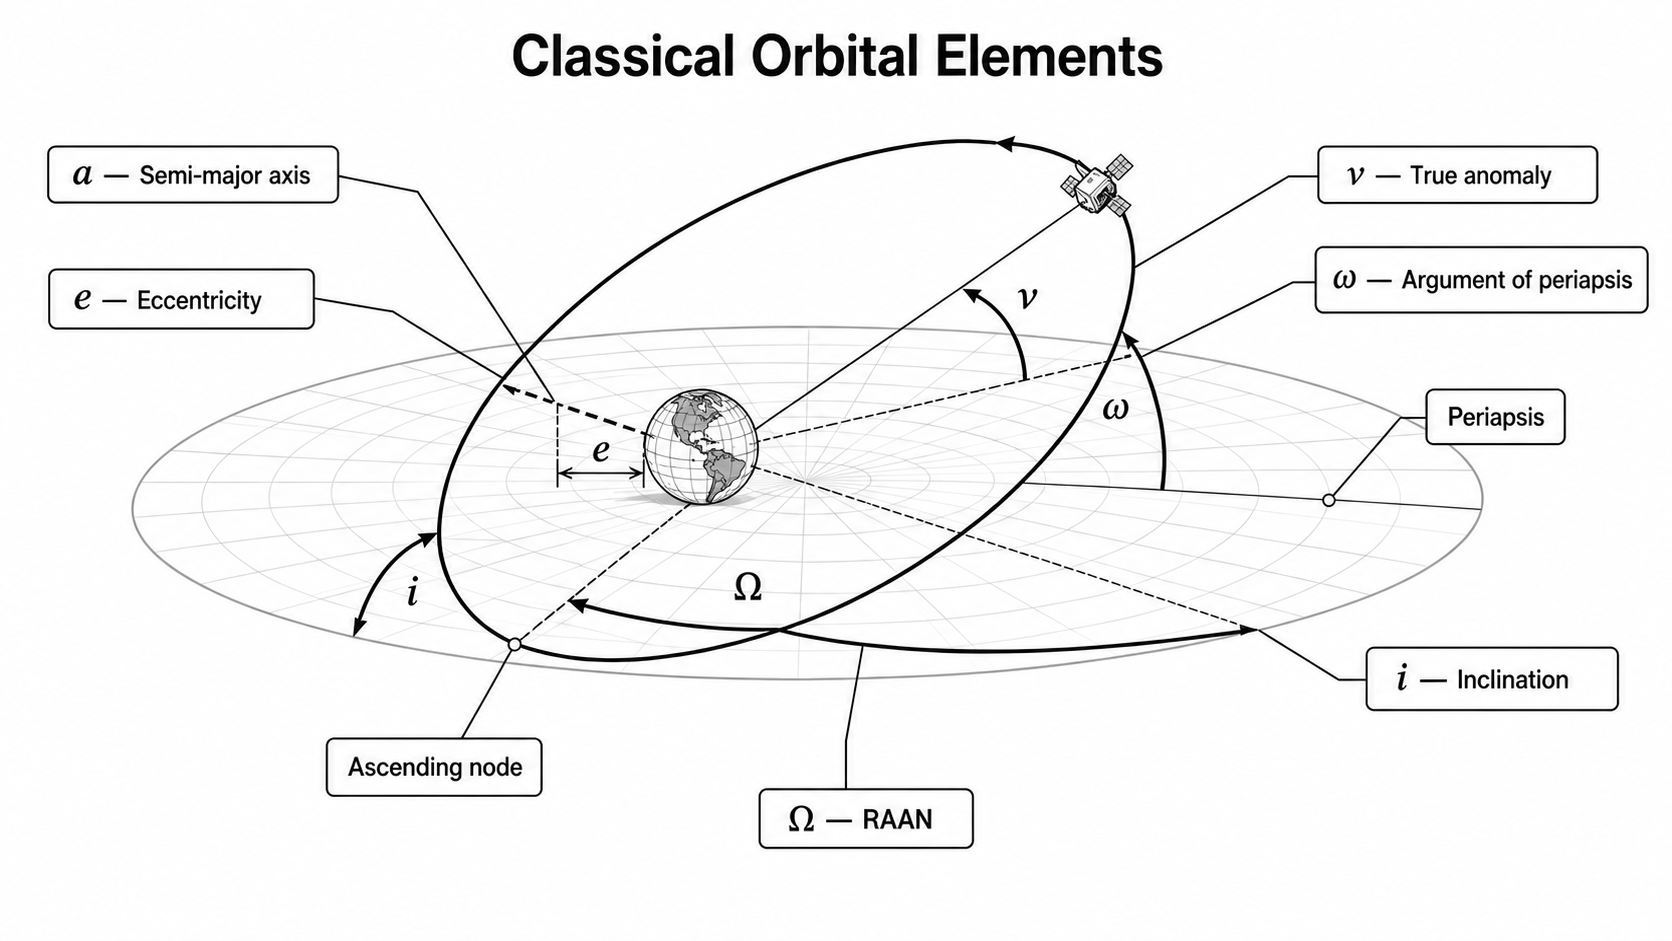 Classical Orbital Elements
a — Semi-major axis
ν — True anomaly
e — Eccentricity
ω — Argument of periapsis
ν
ω
Periapsis
e
i
Ω
i — Inclination
Ascending node
Ω — RAAN